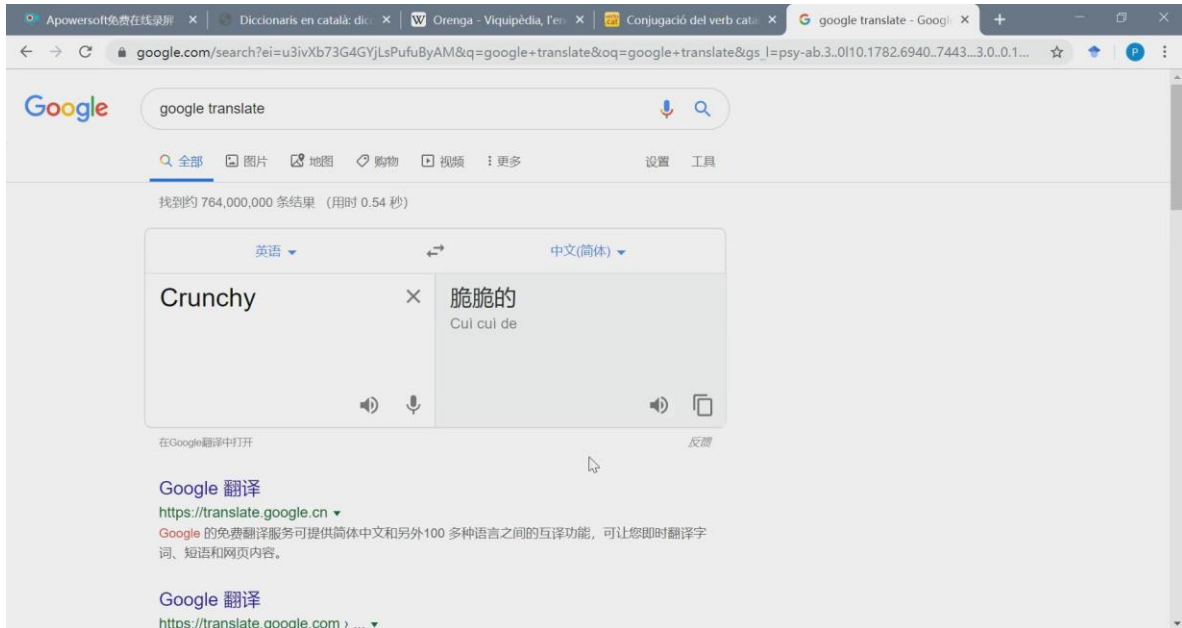 Apowersoft免费在线录屏
Diccionaris en català: dic
Orenga - Viquipèdia, l'en
Conjugació del verb cata
google translate - Googl
google.com/search?ei=u3ivXb73G4GYjLsPufuByAM&q=google+translate&oq=google+translate&gs_l=psy-ab.3..0l10.1782.6940..7443...3.0..0.1...
P
Google
google translate
全部 图片 地图 购物 视频 更多 设置 工具
找到约 764,000,000 条结果 (用时 0.54 秒)
英语 中文(简体)
Crunchy
脆脆的
Cuì cuì de
在Google翻译中打开 反馈
Google 翻译
https://translate.google.cn
Google 的免费翻译服务可提供简体中文和另外100 多种语言之间的互译功能,可让您即时翻译字
词、短语和网页内容。
Google 翻译
https://translate.google.com › ...